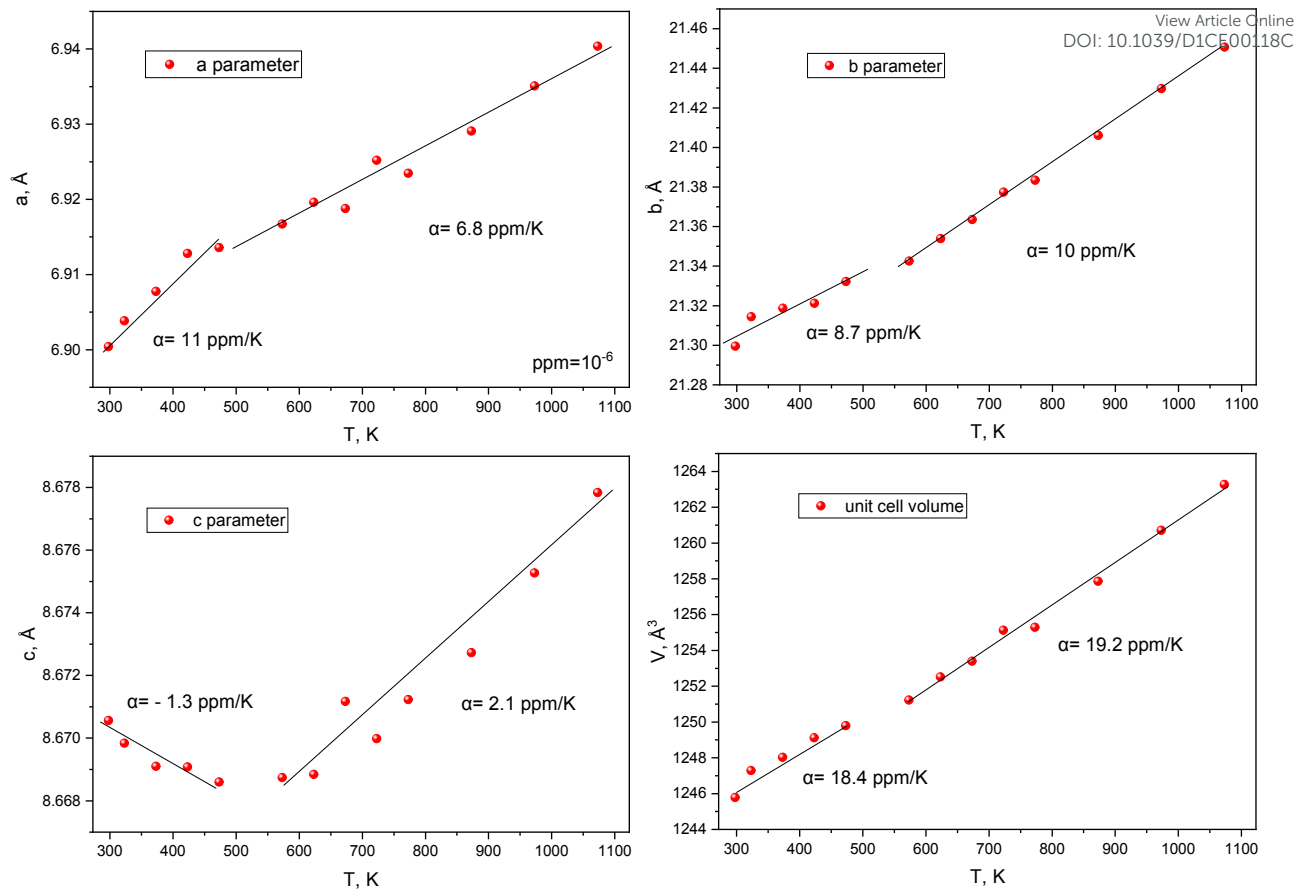 View Article Online
DOI: 10.1039/D1CE00118C
a parameter
a, Å
6.94
6.93
6.92
6.91
6.90
α= 6.8 ppm/K
α= 11 ppm/K
ppm=10⁻⁶
300 400 500 600 700 800 900 1000 1100
T, K
b parameter
b, Å
21.44
21.42
21.40
21.38
21.36
21.34
21.32
21.30
21.28
α= 10 ppm/K
α= 8.7 ppm/K
300 400 500 600 700 800 900 1000 1100
T, K
c parameter
c, Å
8.678
8.676
8.674
8.672
8.670
8.668
α= - 1.3 ppm/K
α= 2.1 ppm/K
300 400 500 600 700 800 900 1000 1100
T, K
unit cell volume
V, Å³
1264
1262
1260
1258
1256
1254
1252
1250
1248
1246
1244
α= 19.2 ppm/K
α= 18.4 ppm/K
300 400 500 600 700 800 900 1000 1100
T, K